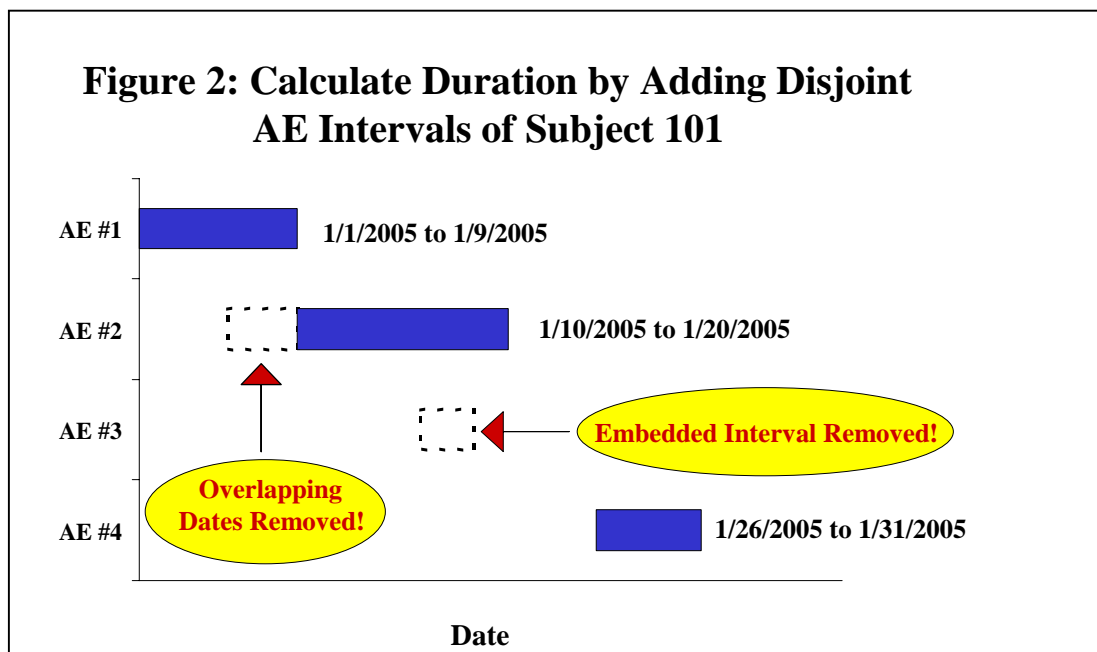 Figure 2: Calculate Duration by Adding Disjoint
AE Intervals of Subject 101
AE #1
1/1/2005 to 1/9/2005
AE #2
1/10/2005 to 1/20/2005
AE #3
Embedded Interval Removed!
Overlapping
Dates Removed!
AE #4
1/26/2005 to 1/31/2005
Date